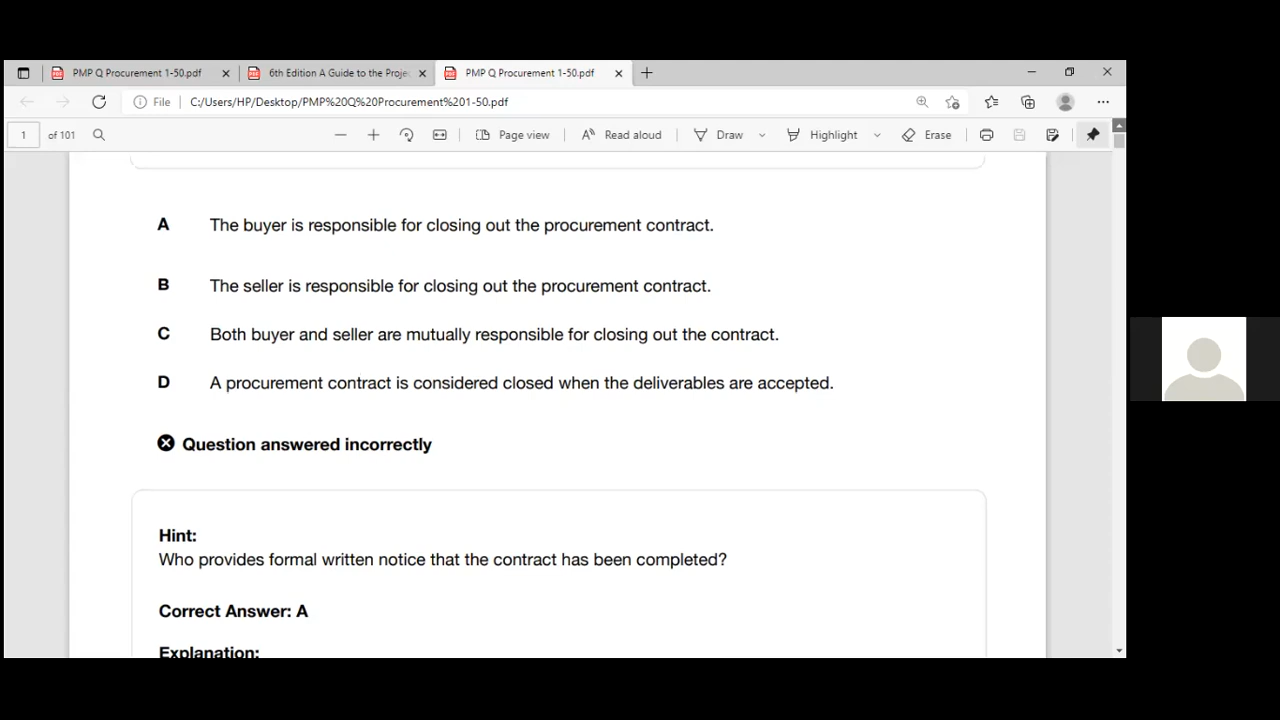 PMP Q Procurement 1-50.pdf
6th Edition A Guide to the Projec
PMP Q Procurement 1-50.pdf
File C:/Users/HP/Desktop/PMP%20Q%20Procurement%201-50.pdf
1 of 101 Page view Read aloud Draw Highlight Erase
A The buyer is responsible for closing out the procurement contract.
B The seller is responsible for closing out the procurement contract.
C Both buyer and seller are mutually responsible for closing out the contract.
D A procurement contract is considered closed when the deliverables are accepted.
Question answered incorrectly
Hint:
Who provides formal written notice that the contract has been completed?
Correct Answer: A
Explanation: